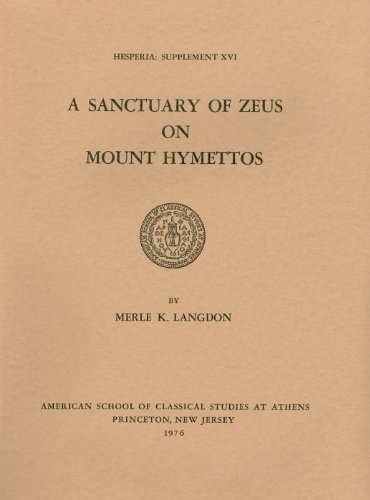 HESPERIA: SUPPLEMENT XVI
A SANCTUARY OF ZEUS
ON
MOUNT HYMETTOS
BY
MERLE K. LANGDON
AMERICAN SCHOOL OF CLASSICAL STUDIES AT ATHENS
PRINCETON, NEW JERSEY
1976